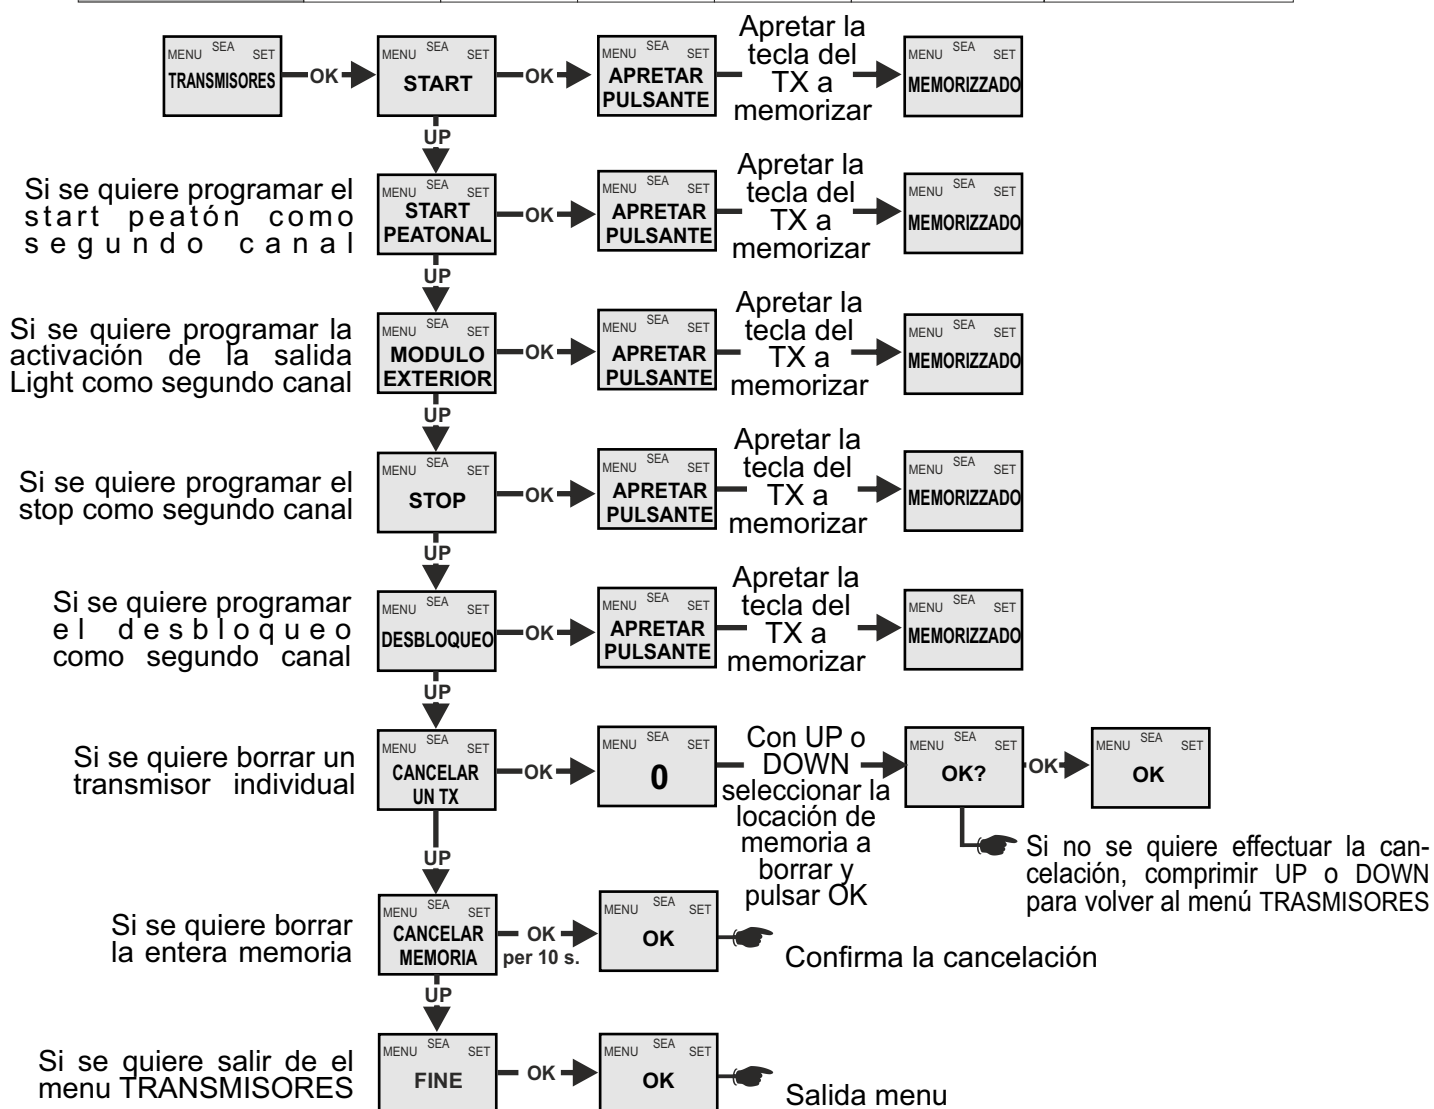 MENU SEA SET
TRANSMISORES
OK
MENU SEA SET
START
OK
MENU SEA SET
APRETAR
PULSANTE
Apretar la
tecla del
TX a
memorizar
MENU SEA SET
MEMORIZZADO
UP
Si se quiere programar el
start peatón como
segundo canal
MENU SEA SET
START
PEATONAL
OK
MENU SEA SET
APRETAR
PULSANTE
Apretar la
tecla del
TX a
memorizar
MENU SEA SET
MEMORIZZADO
UP
Si se quiere programar la
activación de la salida
Light como segundo canal
MENU SEA SET
MODULO
EXTERIOR
OK
MENU SEA SET
APRETAR
PULSANTE
Apretar la
tecla del
TX a
memorizar
MENU SEA SET
MEMORIZZADO
UP
Si se quiere programar el
stop como segundo canal
MENU SEA SET
STOP
OK
MENU SEA SET
APRETAR
PULSANTE
Apretar la
tecla del
TX a
memorizar
MENU SEA SET
MEMORIZZADO
UP
Si se quiere programar
el desbloqueo
como segundo canal
MENU SEA SET
DESBLOQUEO
OK
MENU SEA SET
APRETAR
PULSANTE
Apretar la
tecla del
TX a
memorizar
MENU SEA SET
MEMORIZZADO
UP
Si se quiere borrar un
transmisor individual
MENU SEA SET
CANCELAR
UN TX
OK
MENU SEA SET
0
Con UP o
DOWN
seleccionar la
locación de
memoria a
borrar y
pulsar OK
MENU SEA SET
OK?
OK
MENU SEA SET
OK
Si no se quiere effectuar la can-
celación, comprimir UP o DOWN
para volver al menú TRASMISORES
UP
Si se quiere borrar
la entera memoria
MENU SEA SET
CANCELAR
MEMORIA
OK
per 10 s.
MENU SEA SET
OK
Confirma la cancelación
UP
Si se quiere salir de el
menu TRANSMISORES
MENU SEA SET
FINE
OK
MENU SEA SET
OK
Salida menu